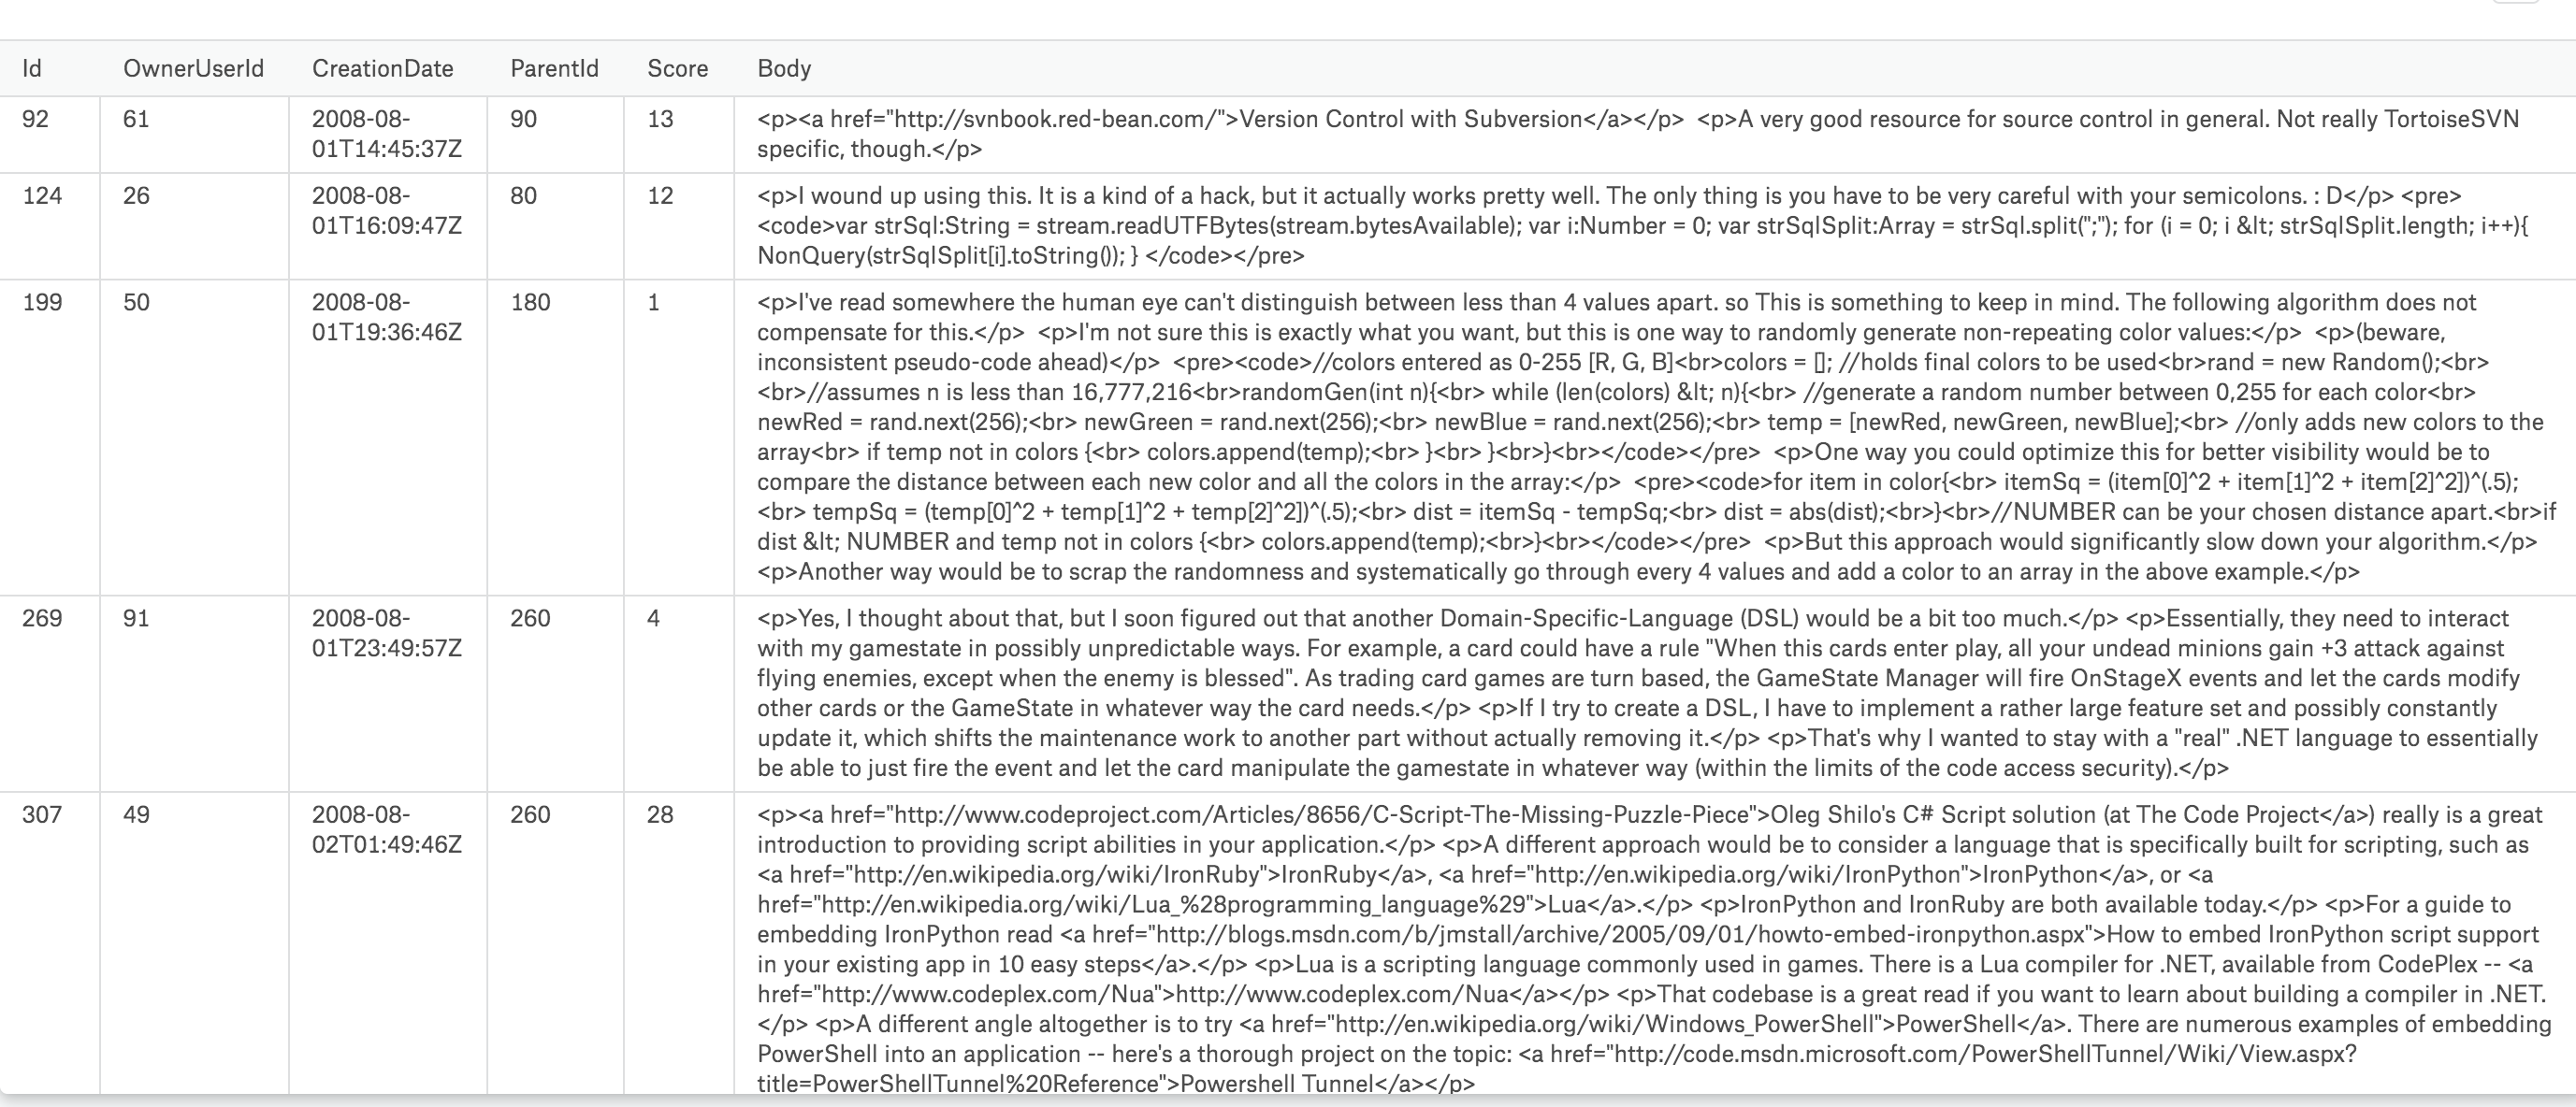 Id OwnerUserId CreationDate ParentId Score Body
92 61 2008-08- 90 13 <p><a href="http://svnbook.red-bean.com/">Version Control with Subversion</a></p>  <p>A very good resource for source control in general. Not really TortoiseSVN
01T14:45:37Z specific, though.</p>
124 26 2008-08- 80 12 <p>I wound up using this. It is a kind of a hack, but it actually works pretty well. The only thing is you have to be very careful with your semicolons. : D</p> <pre>
01T16:09:47Z <code>var strSql:String = stream.readUTFBytes(stream.bytesAvailable); var i:Number = 0; var strSqlSplit:Array = strSql.split(";"); for (i = 0; i &lt; strSqlSplit.length; i++){
NonQuery(strSqlSplit[i].toString()); } </code></pre>
199 50 2008-08- 180 1 <p>I've read somewhere the human eye can't distinguish between less than 4 values apart. so This is something to keep in mind. The following algorithm does not
01T19:36:46Z compensate for this.</p>  <p>I'm not sure this is exactly what you want, but this is one way to randomly generate non-repeating color values:</p>  <p>(beware,
inconsistent pseudo-code ahead)</p>  <pre><code>//colors entered as 0-255 [R, G, B]<br>colors = []; //holds final colors to be used<br>rand = new Random();<br>
<br>//assumes n is less than 16,777,216<br>randomGen(int n){<br> while (len(colors) &lt; n){<br> //generate a random number between 0,255 for each color<br>
newRed = rand.next(256);<br> newGreen = rand.next(256);<br> newBlue = rand.next(256);<br> temp = [newRed, newGreen, newBlue];<br> //only adds new colors to the
array<br> if temp not in colors {<br> colors.append(temp);<br> }<br> }<br>}<br></code></pre>  <p>One way you could optimize this for better visibility would be to
compare the distance between each new color and all the colors in the array:</p>  <pre><code>for item in color{<br> itemSq = (item[0]^2 + item[1]^2 + item[2]^2])^(.5);
<br> tempSq = (temp[0]^2 + temp[1]^2 + temp[2]^2])^(.5);<br> dist = itemSq - tempSq;<br> dist = abs(dist);<br>}<br>//NUMBER can be your chosen distance apart.<br>if
dist &lt; NUMBER and temp not in colors {<br> colors.append(temp);<br>}<br></code></pre>  <p>But this approach would significantly slow down your algorithm.</p>
<p>Another way would be to scrap the randomness and systematically go through every 4 values and add a color to an array in the above example.</p>
269 91 2008-08- 260 4 <p>Yes, I thought about that, but I soon figured out that another Domain-Specific-Language (DSL) would be a bit too much.</p> <p>Essentially, they need to interact
01T23:49:57Z with my gamestate in possibly unpredictable ways. For example, a card could have a rule "When this cards enter play, all your undead minions gain +3 attack against
flying enemies, except when the enemy is blessed". As trading card games are turn based, the GameState Manager will fire OnStageX events and let the cards modify
other cards or the GameState in whatever way the card needs.</p> <p>If I try to create a DSL, I have to implement a rather large feature set and possibly constantly
update it, which shifts the maintenance work to another part without actually removing it.</p> <p>That's why I wanted to stay with a "real" .NET language to essentially
be able to just fire the event and let the card manipulate the gamestate in whatever way (within the limits of the code access security).</p>
307 49 2008-08- 260 28 <p><a href="http://www.codeproject.com/Articles/8656/C-Script-The-Missing-Puzzle-Piece">Oleg Shilo's C# Script solution (at The Code Project</a>) really is a great
02T01:49:46Z introduction to providing script abilities in your application.</p> <p>A different approach would be to consider a language that is specifically built for scripting, such as
<a href="http://en.wikipedia.org/wiki/IronRuby">IronRuby</a>, <a href="http://en.wikipedia.org/wiki/IronPython">IronPython</a>, or <a
href="http://en.wikipedia.org/wiki/Lua_%28programming_language%29">Lua</a>.</p> <p>IronPython and IronRuby are both available today.</p> <p>For a guide to
embedding IronPython read <a href="http://blogs.msdn.com/b/jmstall/archive/2005/09/01/howto-embed-ironpython.aspx">How to embed IronPython script support
in your existing app in 10 easy steps</a>.</p> <p>Lua is a scripting language commonly used in games. There is a Lua compiler for .NET, available from CodePlex -- <a
href="http://www.codeplex.com/Nua">http://www.codeplex.com/Nua</a></p> <p>That codebase is a great read if you want to learn about building a compiler in .NET.
</p> <p>A different angle altogether is to try <a href="http://en.wikipedia.org/wiki/Windows_PowerShell">PowerShell</a>. There are numerous examples of embedding
PowerShell into an application -- here's a thorough project on the topic: <a href="http://code.msdn.microsoft.com/PowerShellTunnel/Wiki/View.aspx?
title=PowerShellTunnel%20Reference">Powershell Tunnel</a></p>